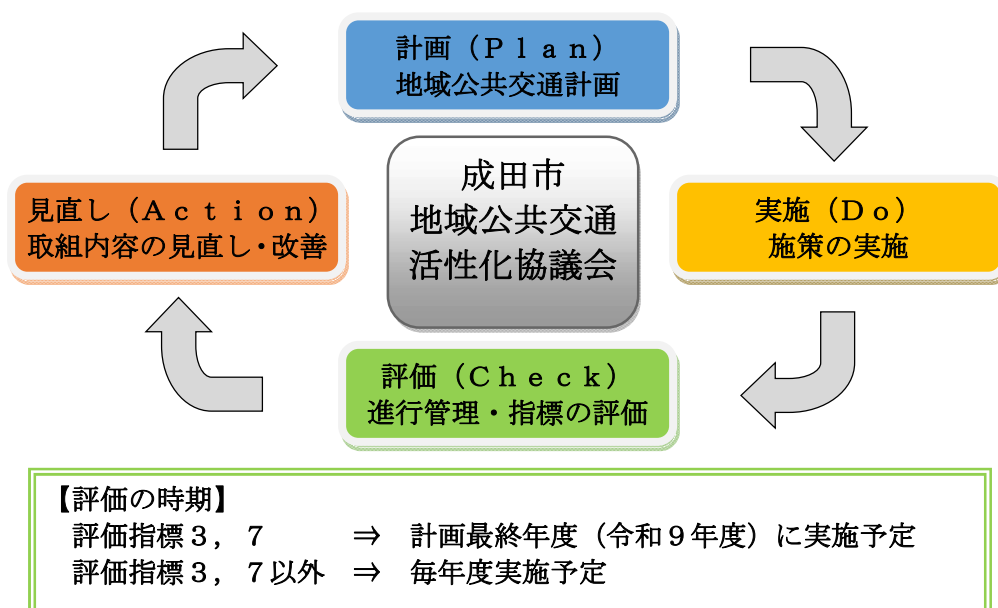 計画（Ｐｌａｎ）
地域公共交通計画
成田市
地域公共交通
活性化協議会
見直し（Ａｃｔｉｏｎ）
取組内容の見直し・改善
実施（Ｄｏ）
施策の実施
評価（Ｃｈｅｃｋ）
進行管理・指標の評価
【評価の時期】
評価指標３，７　⇒　計画最終年度（令和９年度）に実施予定
評価指標３，７以外　⇒　毎年度実施予定